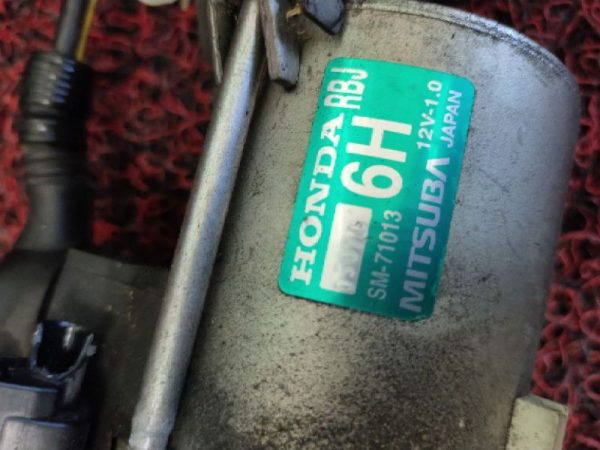 HONDA RBJ
6H
SM-71013 12V-1.0
MITSUBA JAPAN